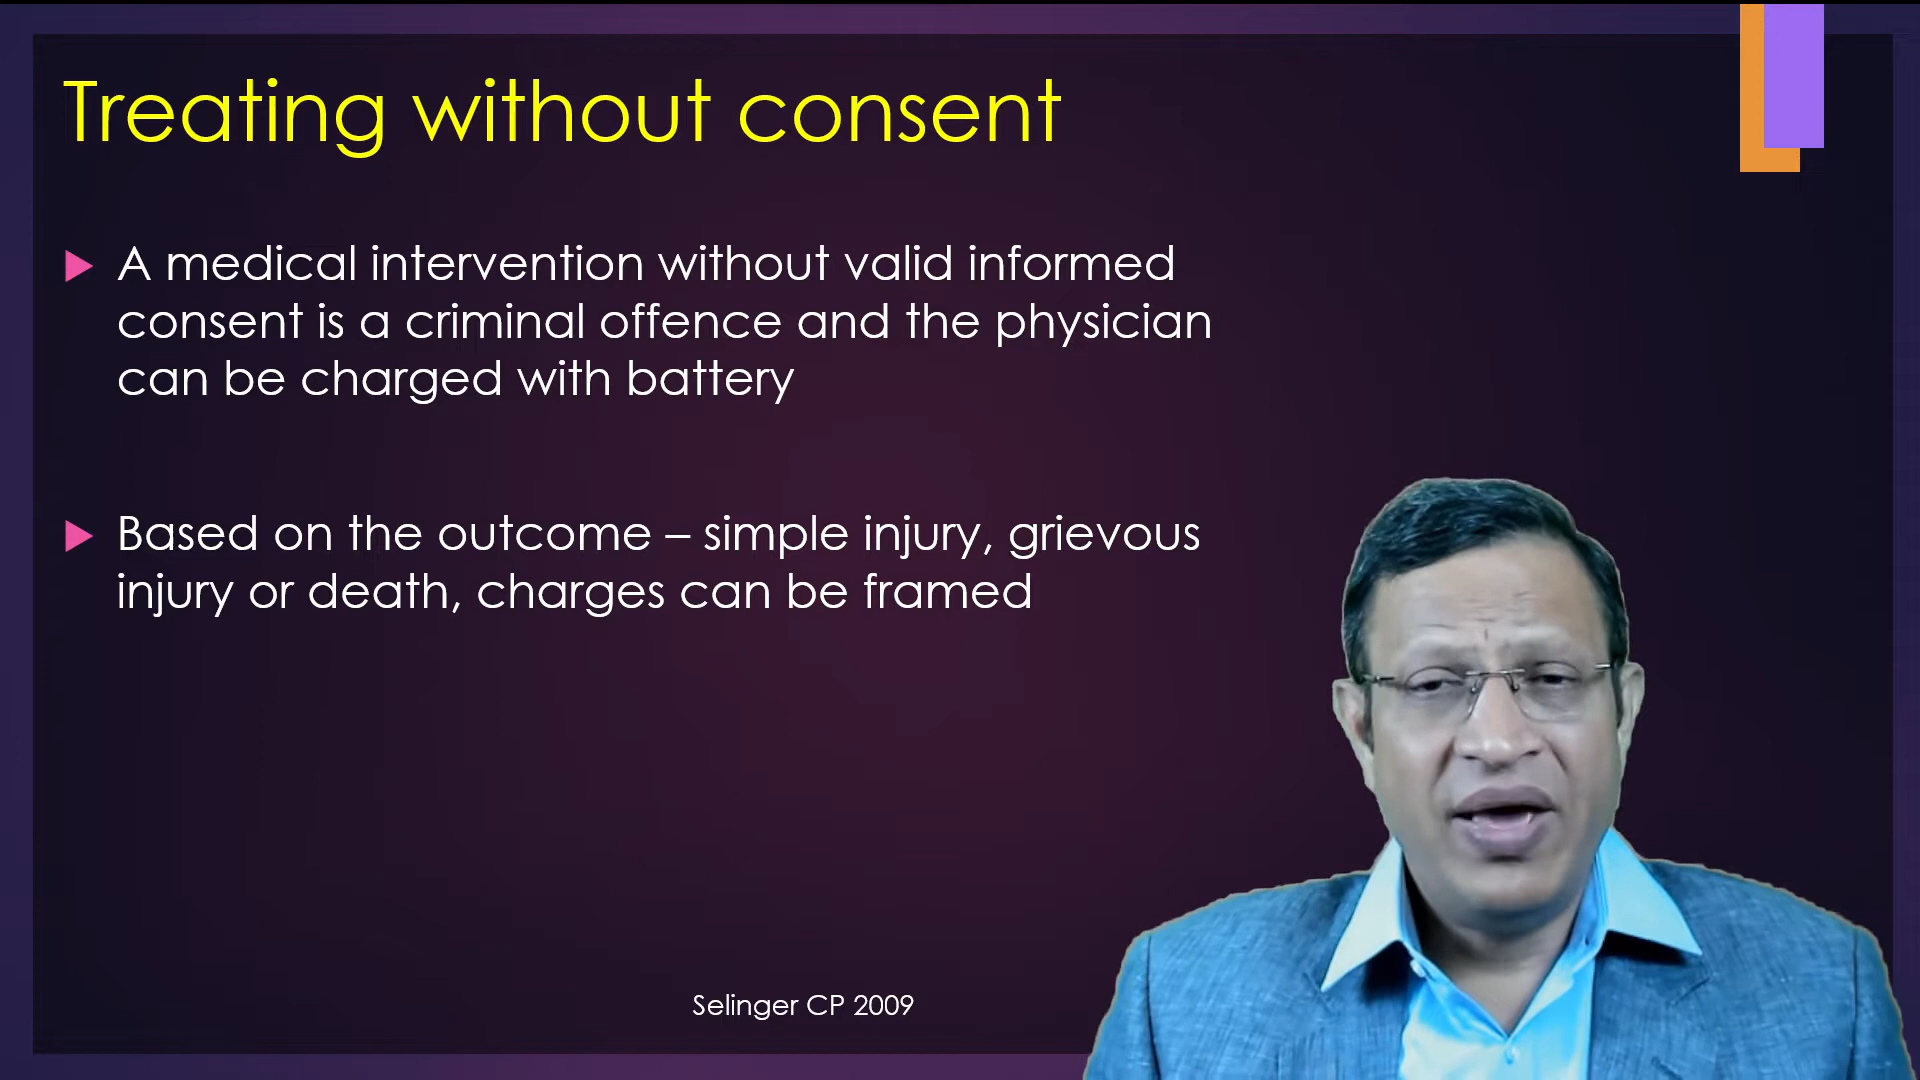 Treating without consent
A medical intervention without valid informed
consent is a criminal offence and the physician
can be charged with battery
Based on the outcome – simple injury, grievous
injury or death, charges can be framed
Selinger CP 2009